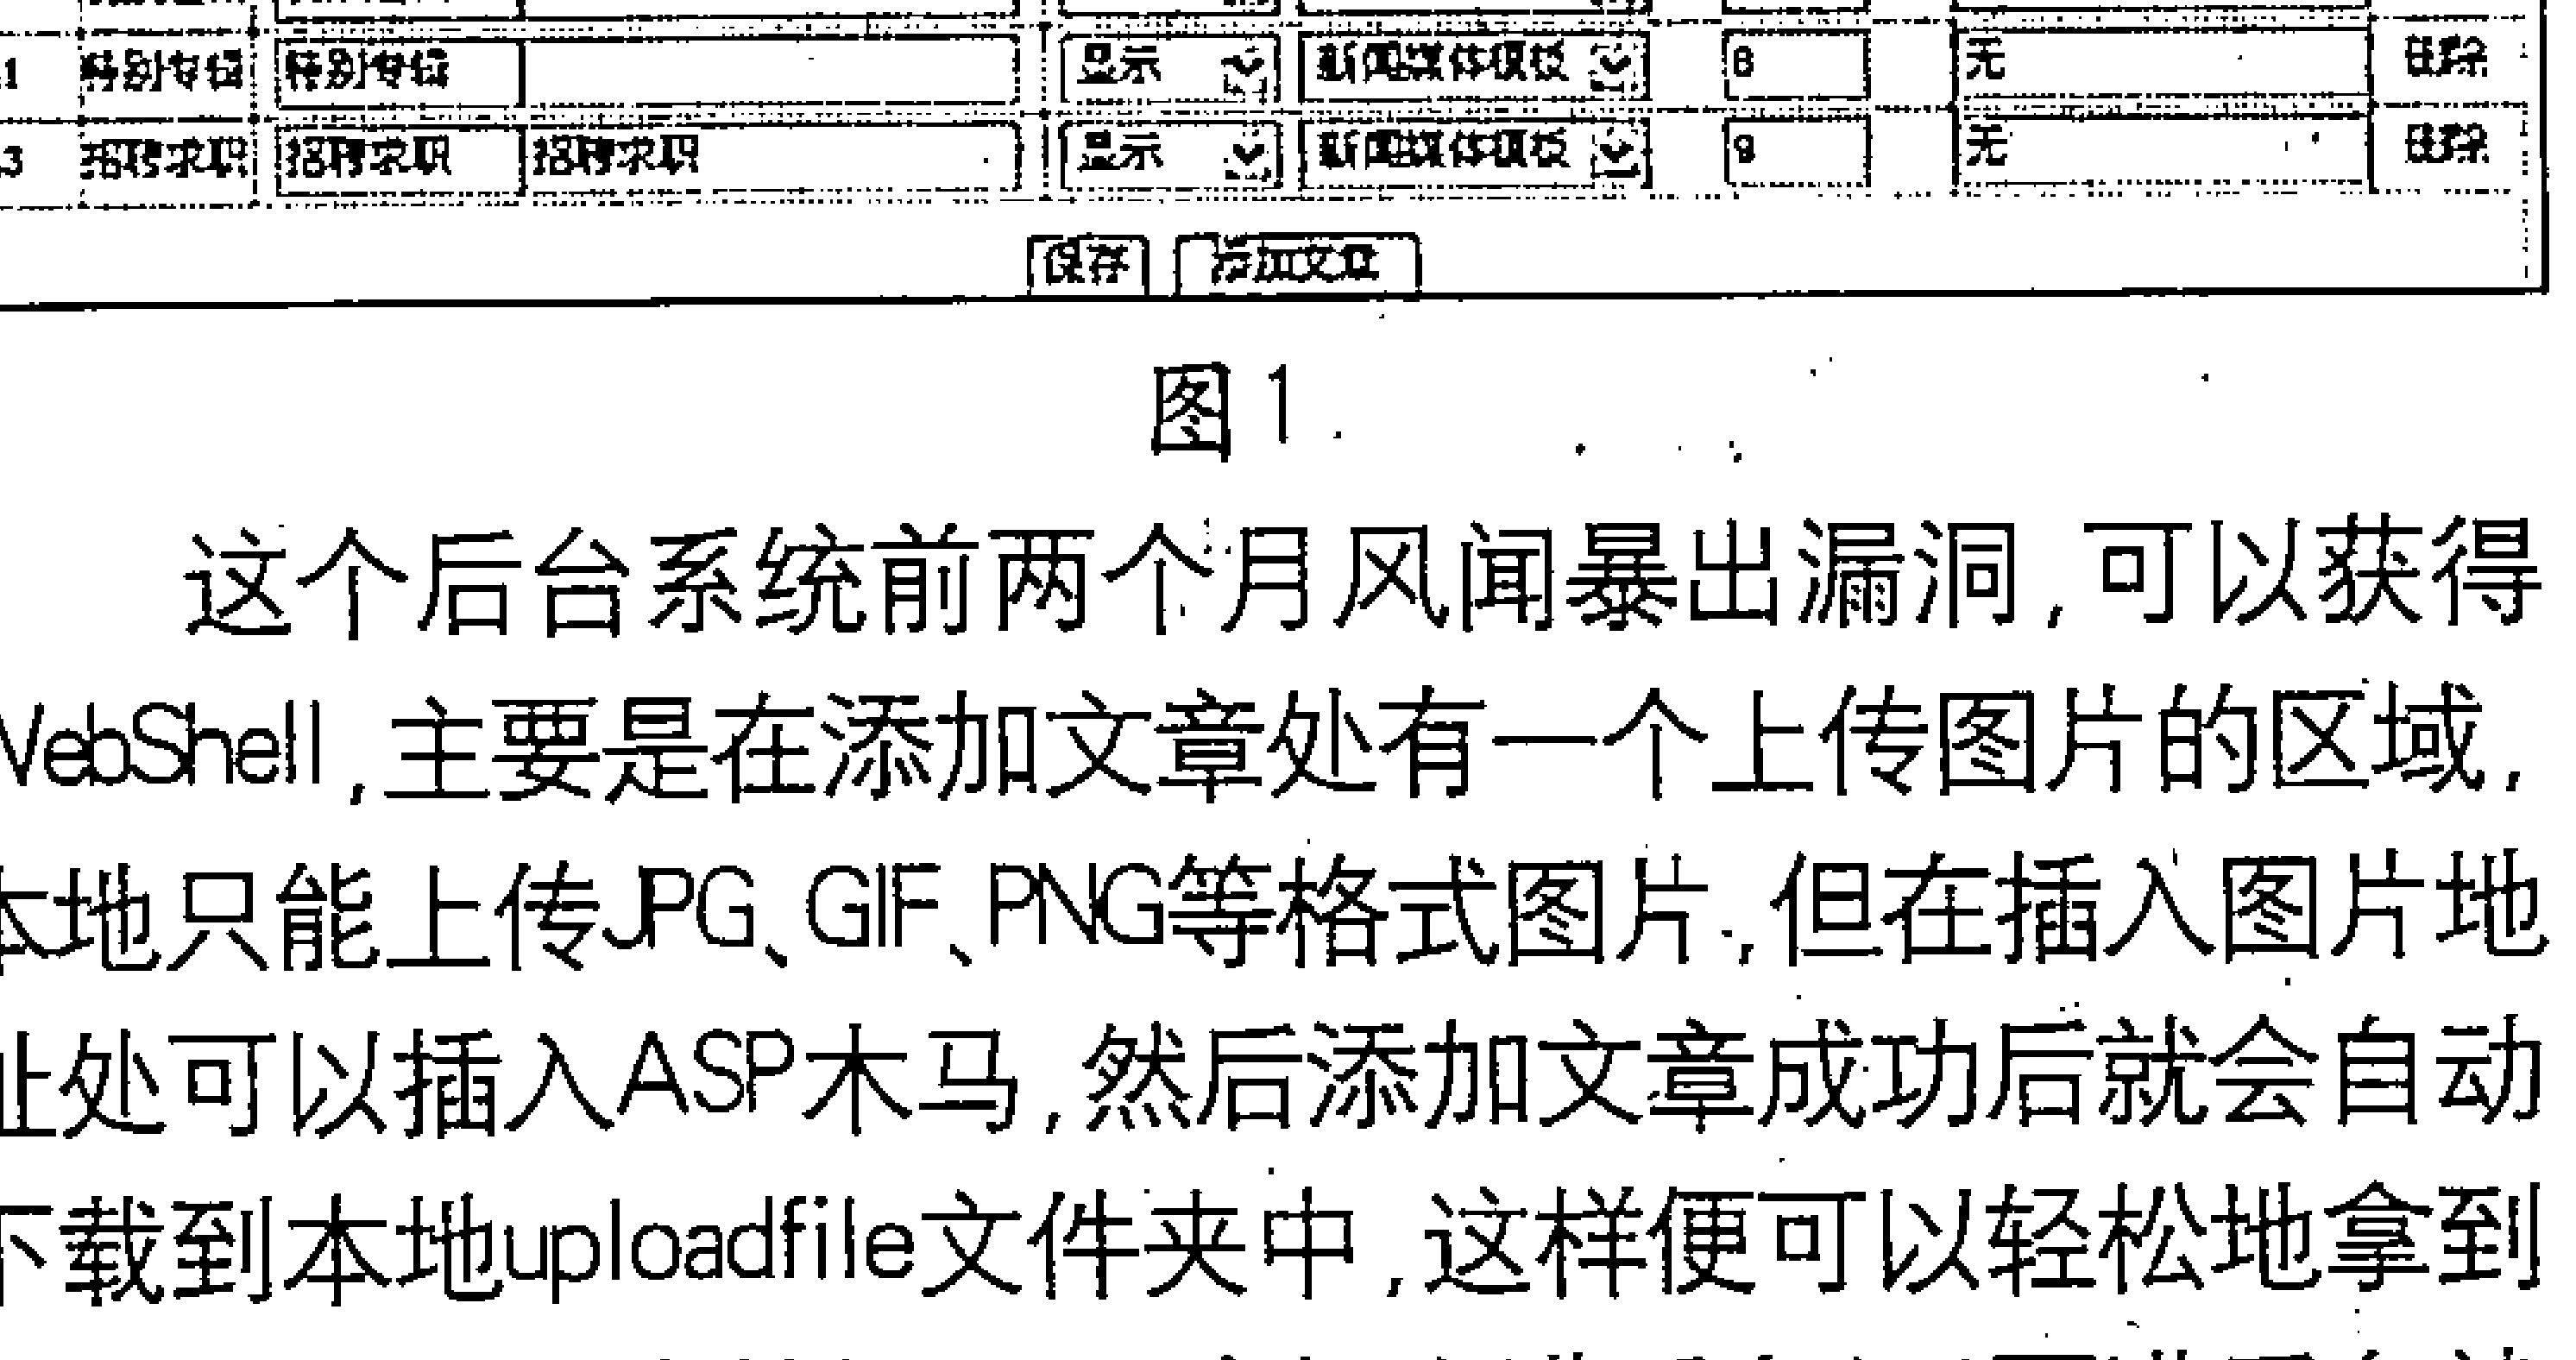 1 特别专辑 特别专辑 显示 新闻媒体模板 8 无 删除
3 招聘求职 招聘求职 招聘求职 显示 新闻媒体模板 9 无 删除
保存 添加文章
图1
这个后台系统前两个月风闻暴出漏洞,可以获得
WebShell,主要是在添加文章处有一个上传图片的区域,
本地只能上传JPG、GIF、PNG等格式图片,但在插入图片地
址处可以插入ASP木马,然后添加文章成功后就会自动
下载到本地uploadfile文件夹中,这样便可以轻松地拿到